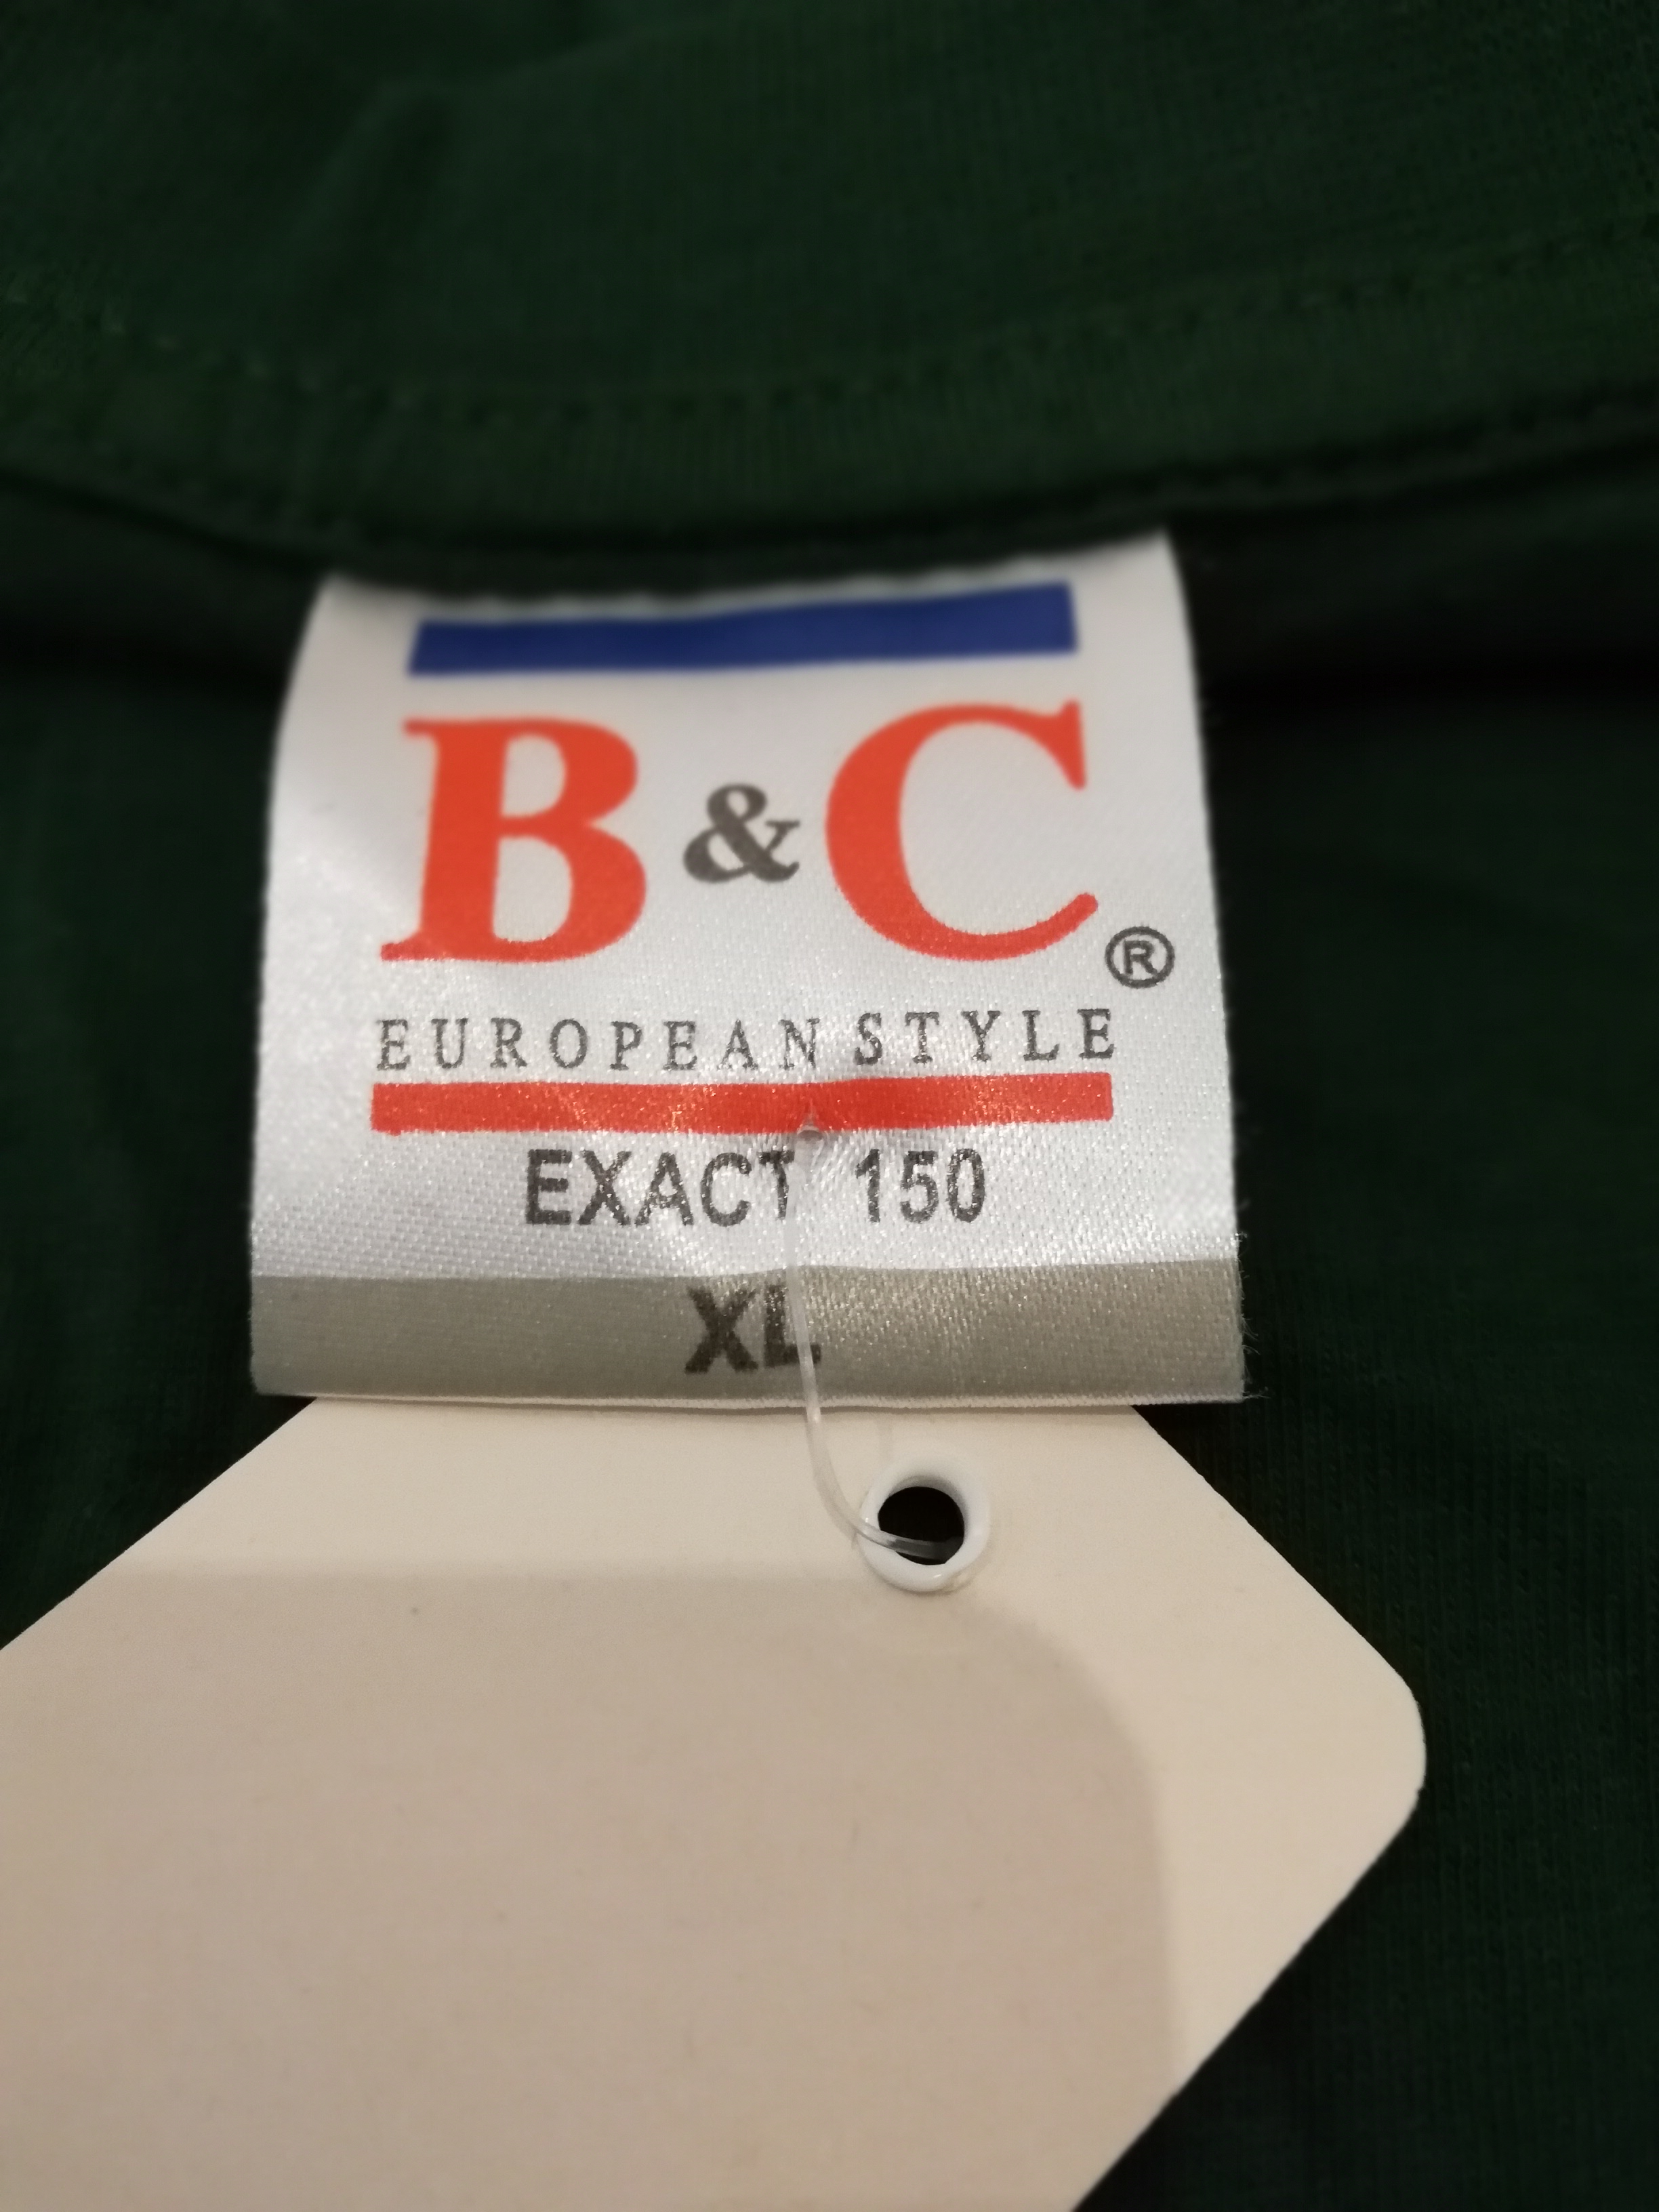 B & C ®
EUROPEAN STYLE
EXACT 150
XL